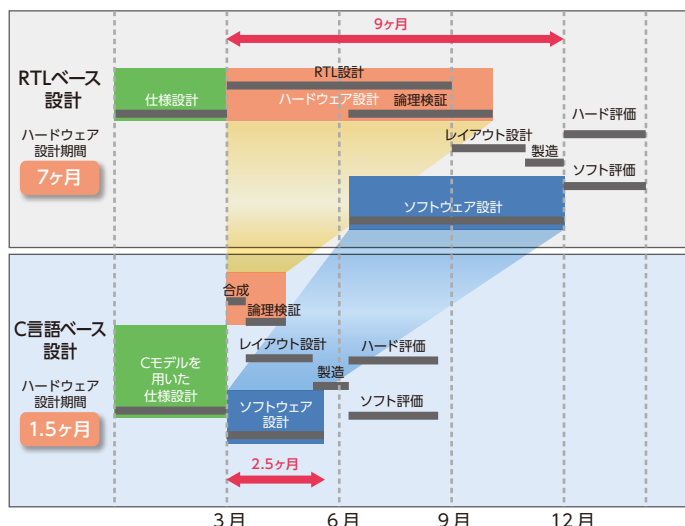 9ヶ月
RTLベース
設計
ハードウェア
設計期間
7ヶ月
仕様設計
RTL設計
ハードウェア設計
論理検証
レイアウト設計
製造
ハード評価
ソフト評価
ソフトウェア設計
C言語ベース
設計
ハードウェア
設計期間
1.5ヶ月
合成
論理検証
Cモデルを
用いた
仕様設計
レイアウト設計
製造
ハード評価
ソフト評価
ソフトウェア
設計
2.5ヶ月
3月
6月
9月
12月